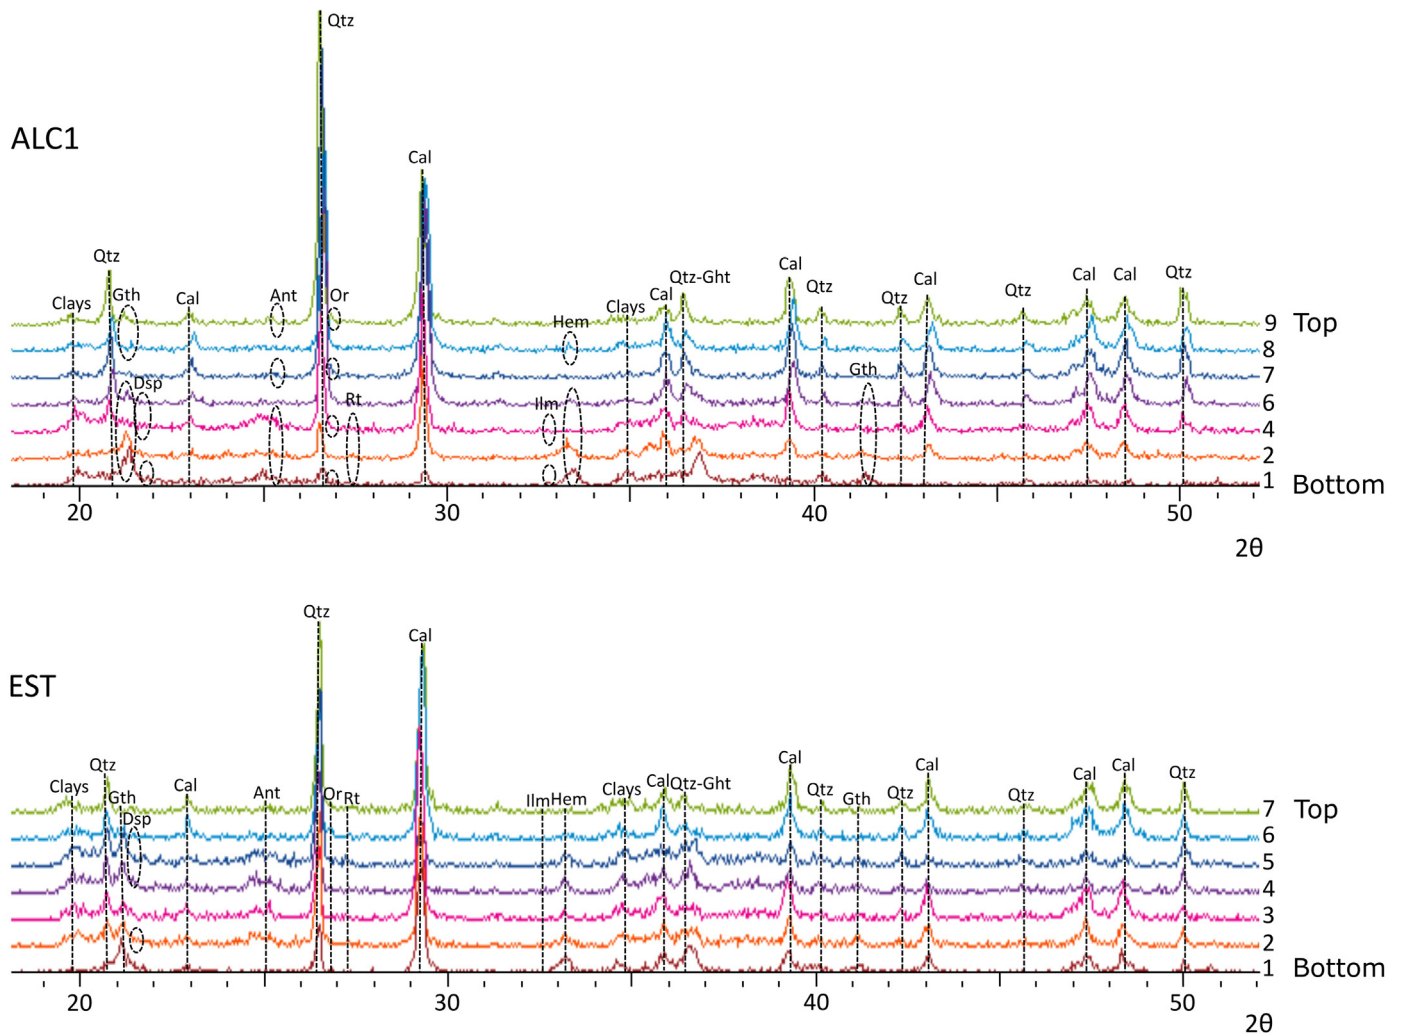 Qtz
ALC1
Cal
Qtz
Clays Gth Cal Ant Or Hem Clays Cal Qtz-Ght Cal Qtz Qtz Cal Qtz Cal Cal Qtz
9 Top
8
7
Dsp Gth
6
Rt Ilm
4
2
1 Bottom
20 30 40 50
2θ
Qtz
Cal
EST
Qtz
Clays Gth Cal Ant Or Rt Ilm Hem Clays Cal Qtz-Ght Cal Qtz Gth Qtz Cal Qtz Cal Cal Qtz
7 Top
Dsp
6
5
4
3
2
1 Bottom
20 30 40 50
2θ